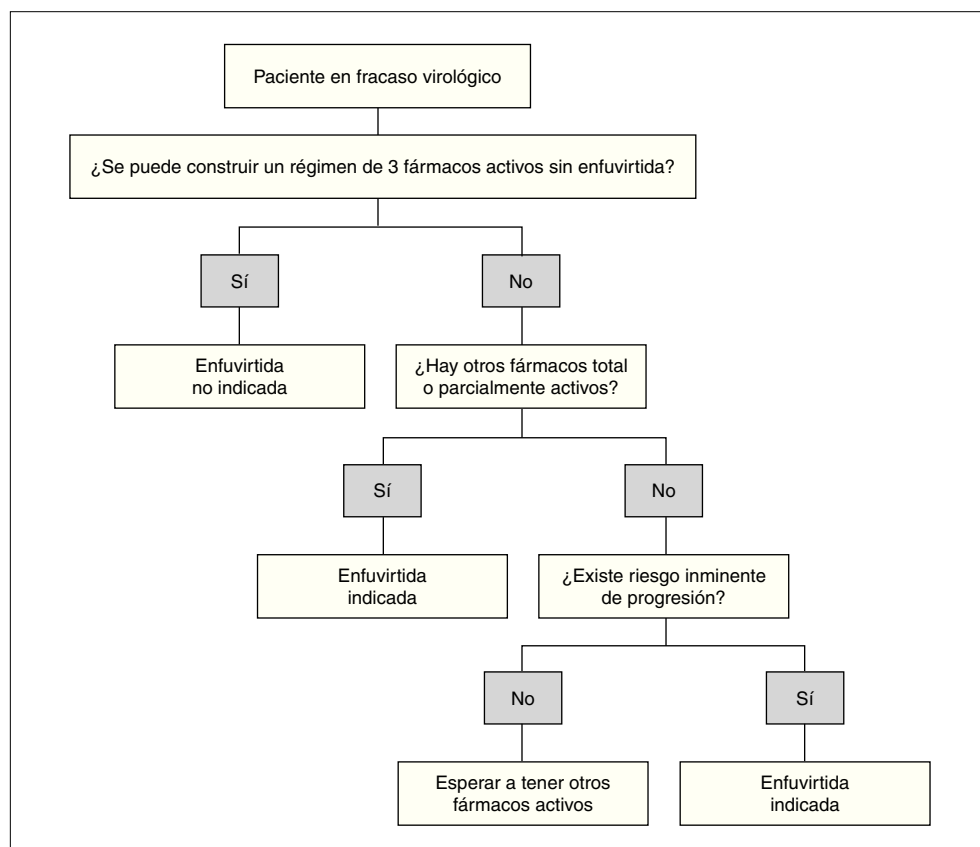 Paciente en fracaso virológico
¿Se puede construir un régimen de 3 fármacos activos sin enfuvirtida?
Sí
No
Enfuvirtida
no indicada
¿Hay otros fármacos total
o parcialmente activos?
Sí
No
Enfuvirtida
indicada
¿Existe riesgo inminente
de progresión?
No
Sí
Esperar a tener otros
fármacos activos
Enfuvirtida
indicada